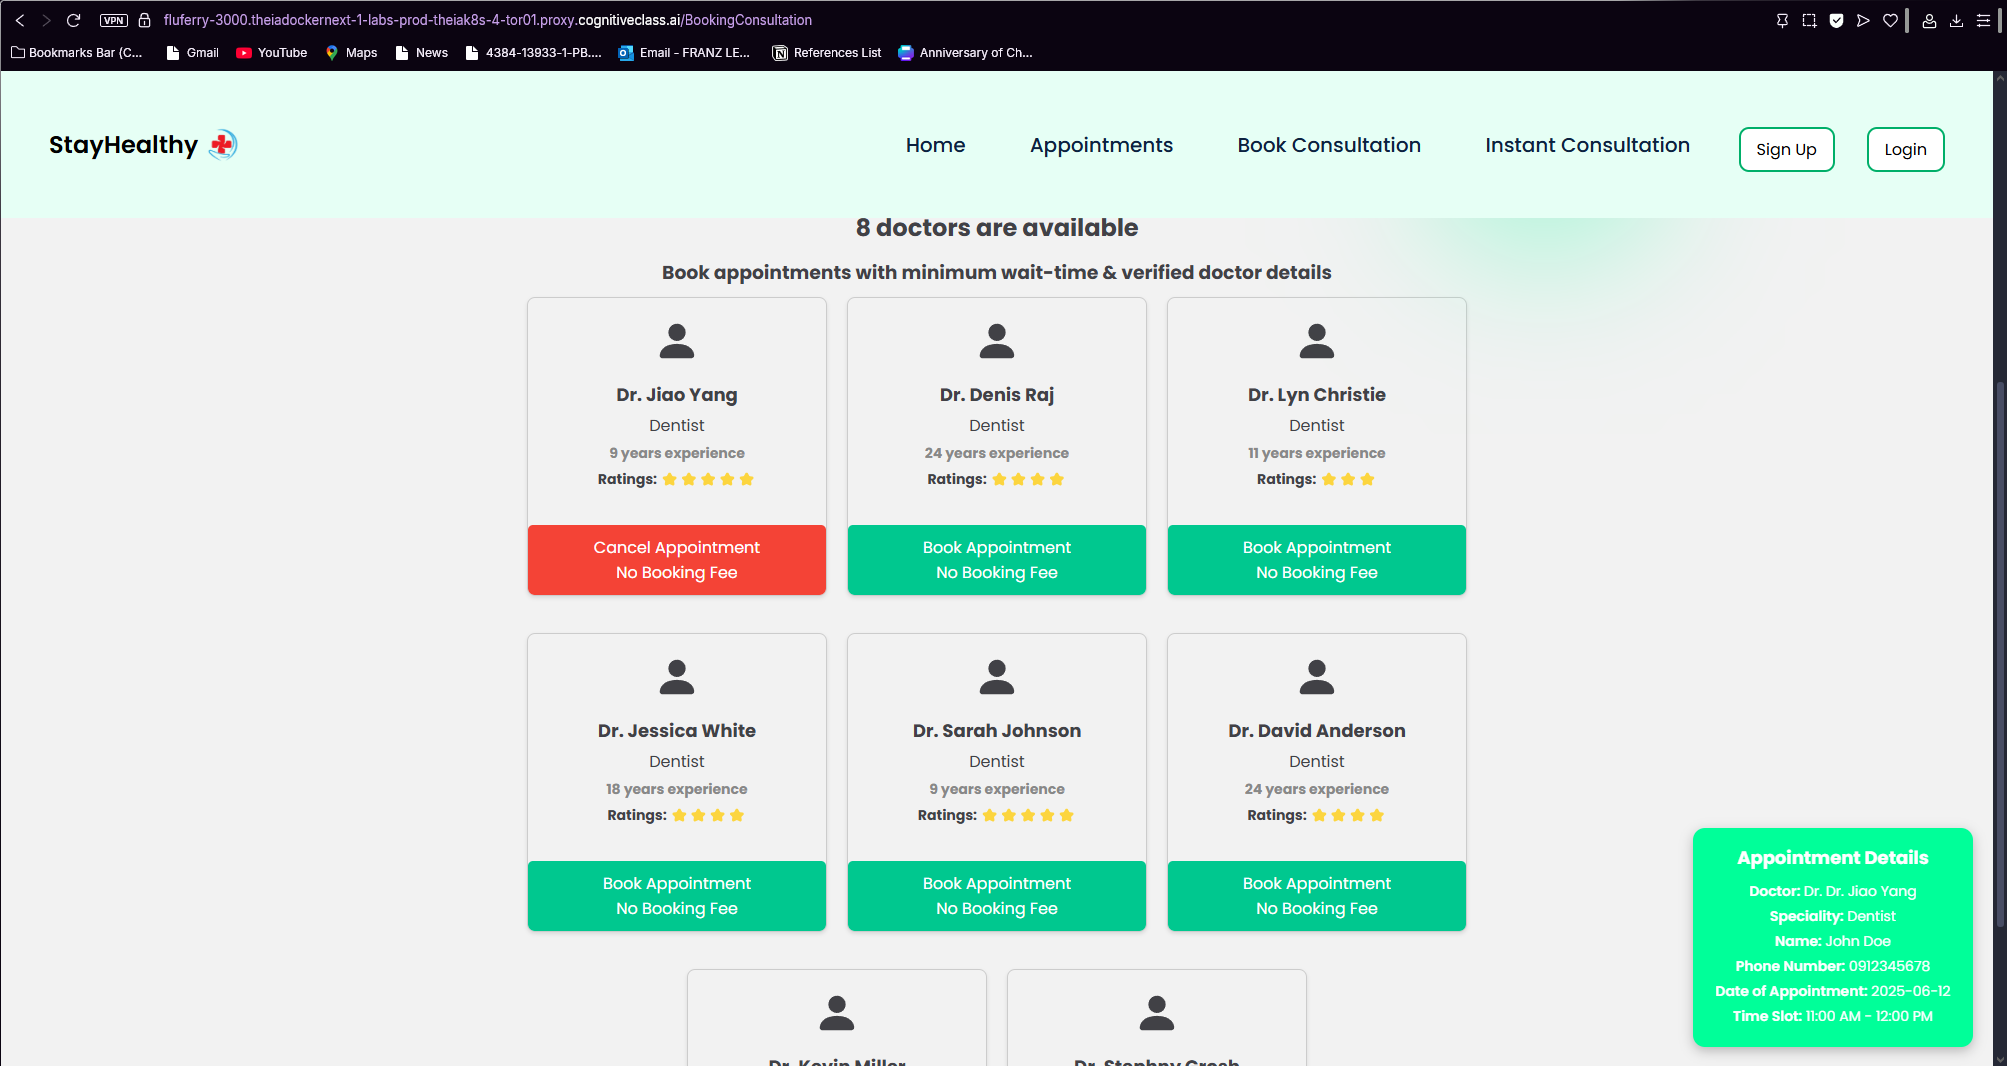 VPN
fluferry-3000.theiadockernext-1-labs-prod-theiak8s-4-tor01.proxy.cognitiveclass.ai/BookingConsultation
Bookmarks Bar (C...
Gmail
YouTube
Maps
News
4384-13933-1-PB....
Email - FRANZ LE...
References List
Anniversary of Ch...
StayHealthy
Home
Appointments
Book Consultation
Instant Consultation
Sign Up
Login
8 doctors are available
Book appointments with minimum wait-time & verified doctor details
Dr. Jiao Yang
Dentist
9 years experience
Ratings:
Cancel Appointment
No Booking Fee
Dr. Denis Raj
Dentist
24 years experience
Ratings:
Book Appointment
No Booking Fee
Dr. Lyn Christie
Dentist
11 years experience
Ratings:
Book Appointment
No Booking Fee
Dr. Jessica White
Dentist
18 years experience
Ratings:
Book Appointment
No Booking Fee
Dr. Sarah Johnson
Dentist
9 years experience
Ratings:
Book Appointment
No Booking Fee
Dr. David Anderson
Dentist
24 years experience
Ratings:
Book Appointment
No Booking Fee
Dr. Kevin Miller
Dr. Stephny Grosh
Appointment Details
Doctor: Dr. Dr. Jiao Yang
Speciality: Dentist
Name: John Doe
Phone Number: 0912345678
Date of Appointment: 2025-06-12
Time Slot: 11:00 AM - 12:00 PM